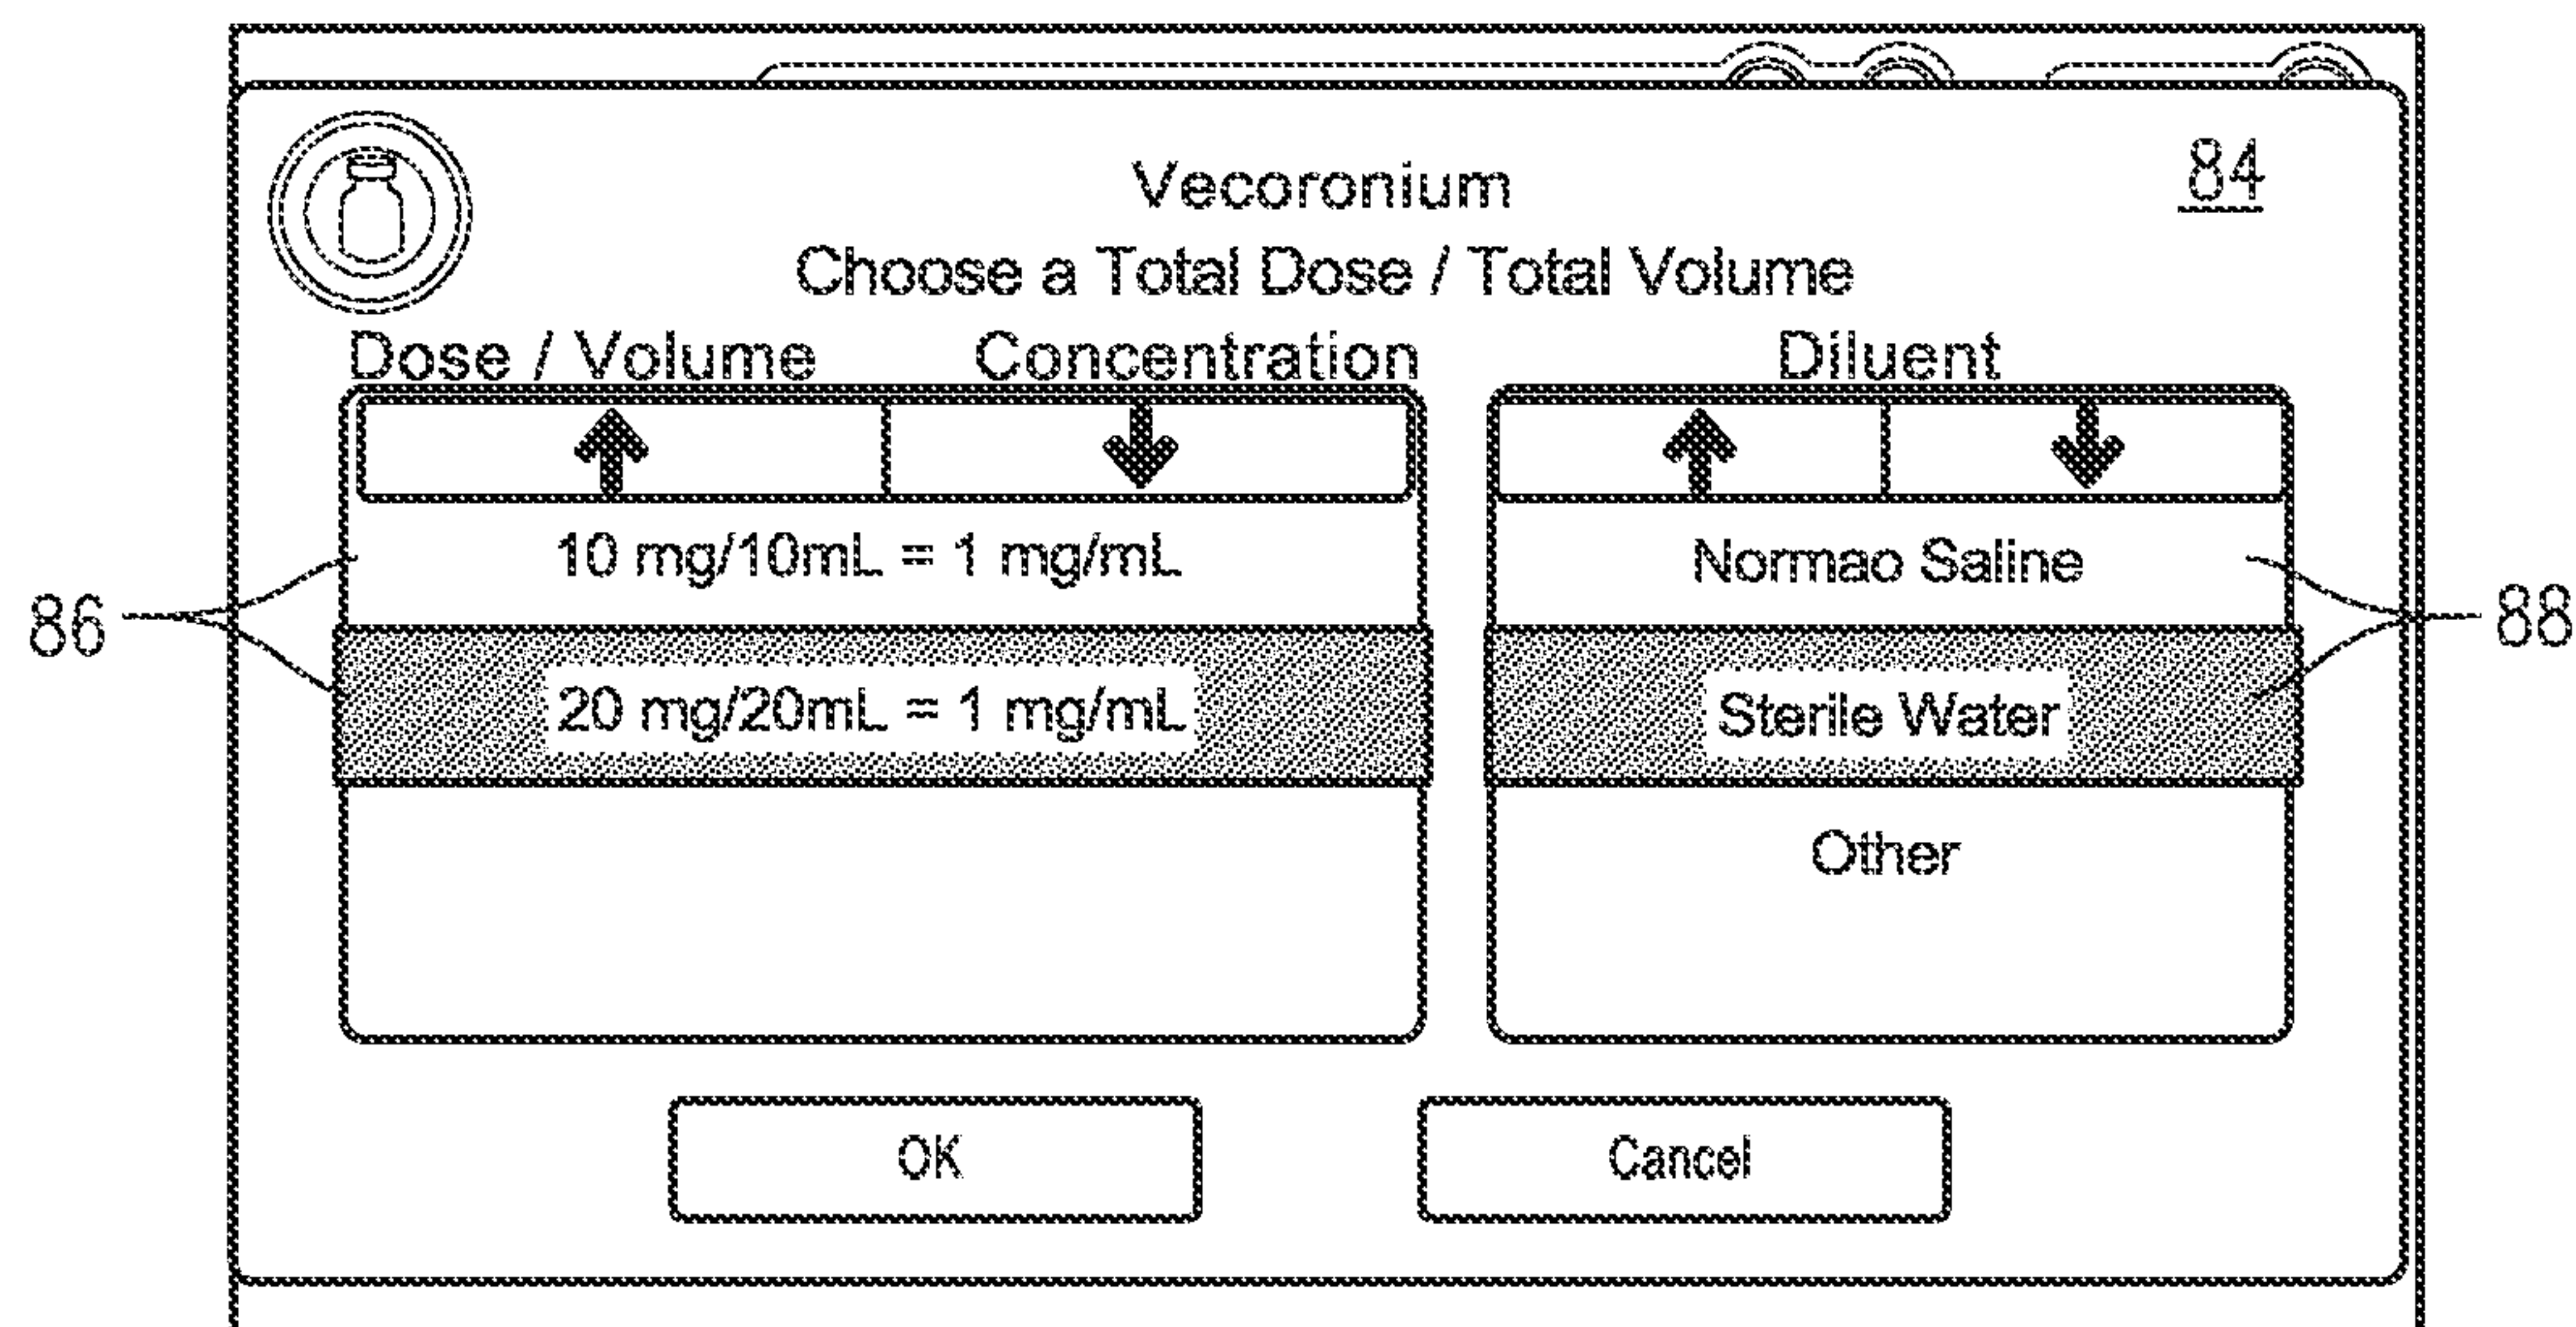 84
Vecoronium
Choose a Total Dose / Total Volume
Dose / Volume Concentration Diluent
10 mg/10mL = 1 mg/mL Normao Saline
86 88
20 mg/20mL = 1 mg/mL Sterile Water
Other
OK Cancel